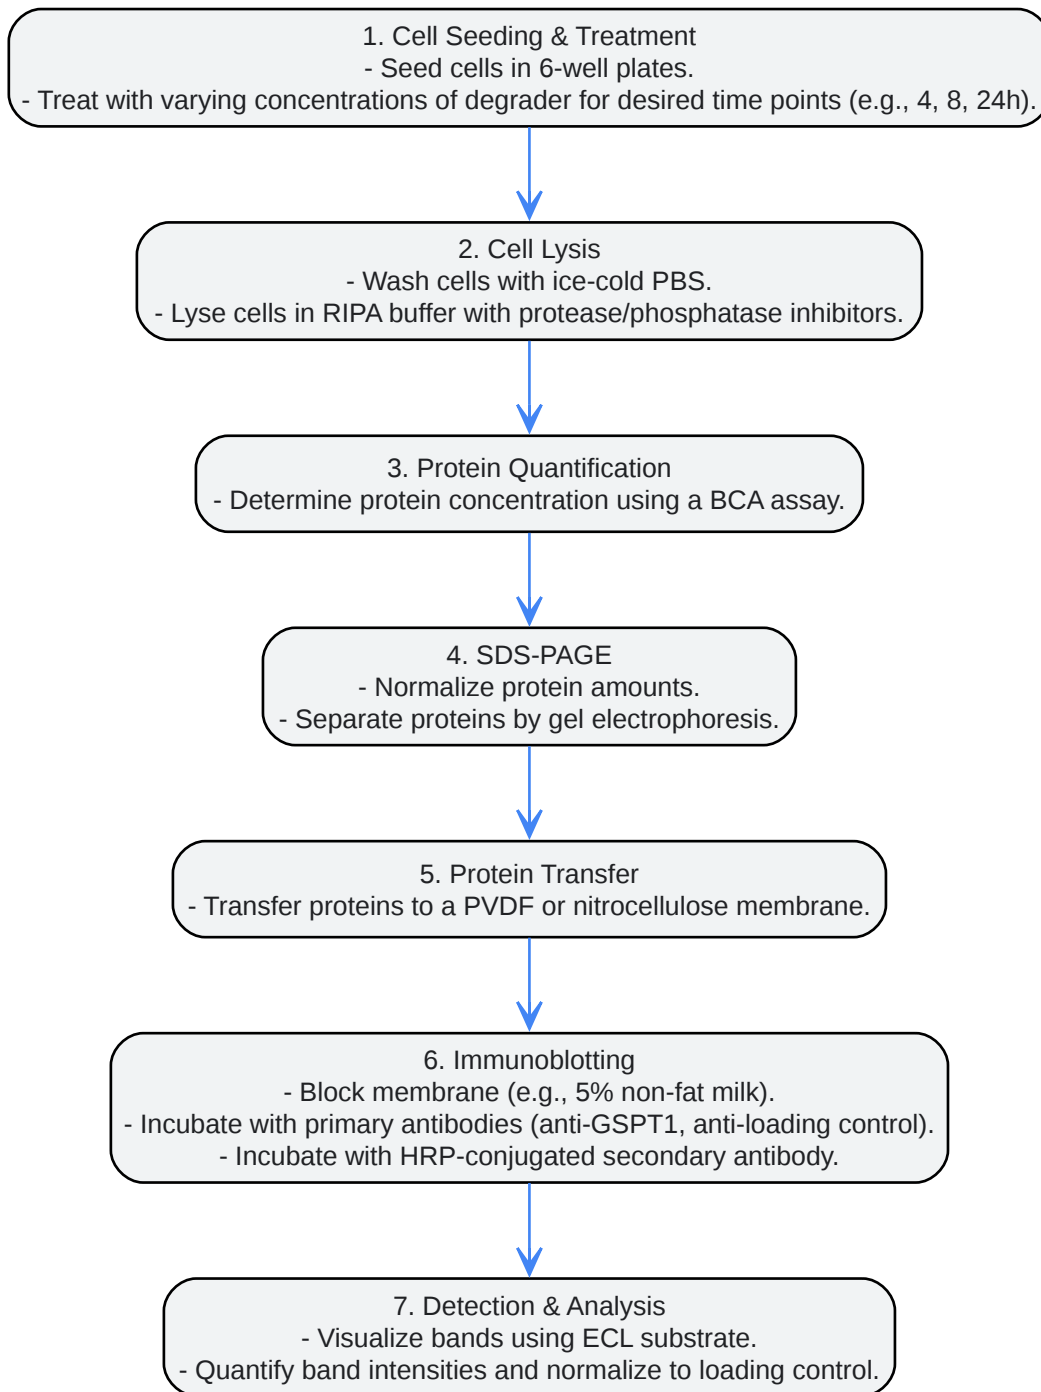 1. Cell Seeding & Treatment
- Seed cells in 6-well plates.
- Treat with varying concentrations of degrader for desired time points (e.g., 4, 8, 24h).
2. Cell Lysis
- Wash cells with ice-cold PBS.
- Lyse cells in RIPA buffer with protease/phosphatase inhibitors.
3. Protein Quantification
- Determine protein concentration using a BCA assay.
4. SDS-PAGE
- Normalize protein amounts.
- Separate proteins by gel electrophoresis.
5. Protein Transfer
- Transfer proteins to a PVDF or nitrocellulose membrane.
6. Immunoblotting
- Block membrane (e.g., 5% non-fat milk).
- Incubate with primary antibodies (anti-GSPT1, anti-loading control).
- Incubate with HRP-conjugated secondary antibody.
7. Detection & Analysis
- Visualize bands using ECL substrate.
- Quantify band intensities and normalize to loading control.